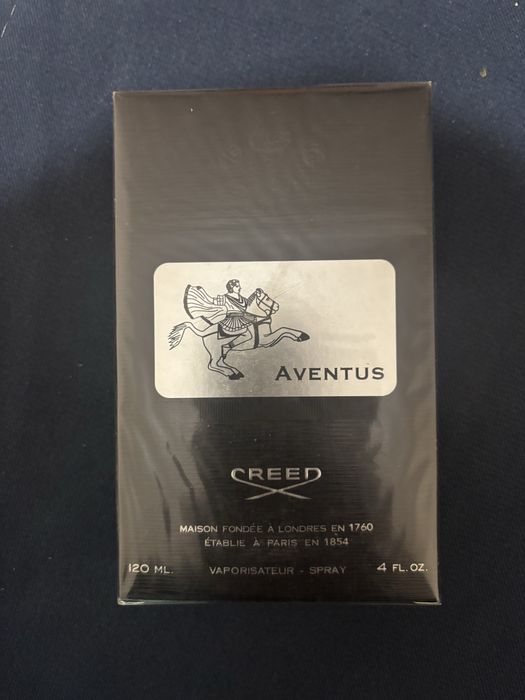 AVENTUS
CREED
MAISON FONDÉE À LONDRES EN 1760
ÉTABLIE À PARIS EN 1854
120 ML. VAPORISATEUR - SPRAY 4 FL.OZ.